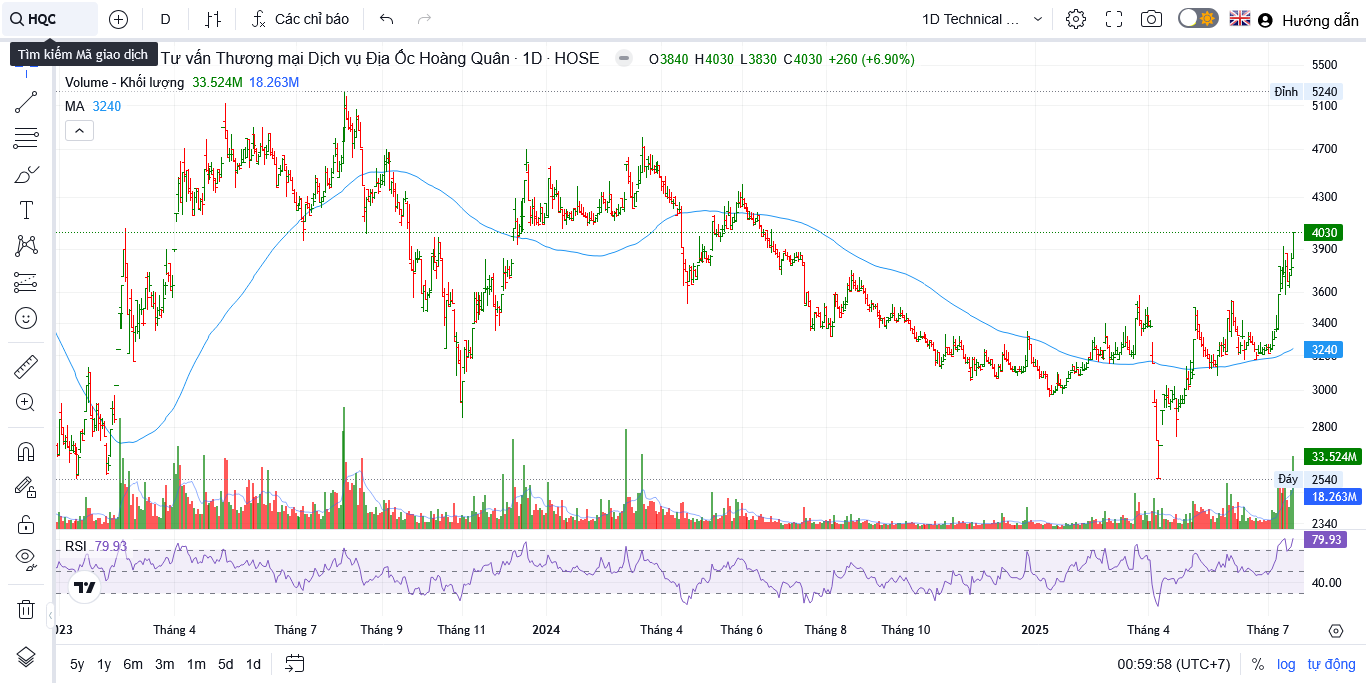 HQC D Các chỉ báo 1D Technical ... Hướng dẫn
Tìm kiếm Mã giao dịch
Tư vấn Thương mại Dịch vụ Địa Ốc Hoàng Quân · 1D · HOSE O3840 H4030 L3830 C4030 +260 (+6.90%)
Volume - Khối lượng 33.524M 18.263M
MA 3240
5500
Đỉnh 5240
5100
4700
4300
4030
3900
3600
3400
3240
3200
3000
2800
33.524M
Đáy 2540
18.263M
2340
RSI 79.93
79.93
40.00
023 Tháng 4 Tháng 7 Tháng 9 Tháng 11 2024 Tháng 4 Tháng 6 Tháng 8 Tháng 10 2025 Tháng 4 Tháng 7
5y 1y 6m 3m 1m 5d 1d 00:59:58 (UTC+7) % log tự động